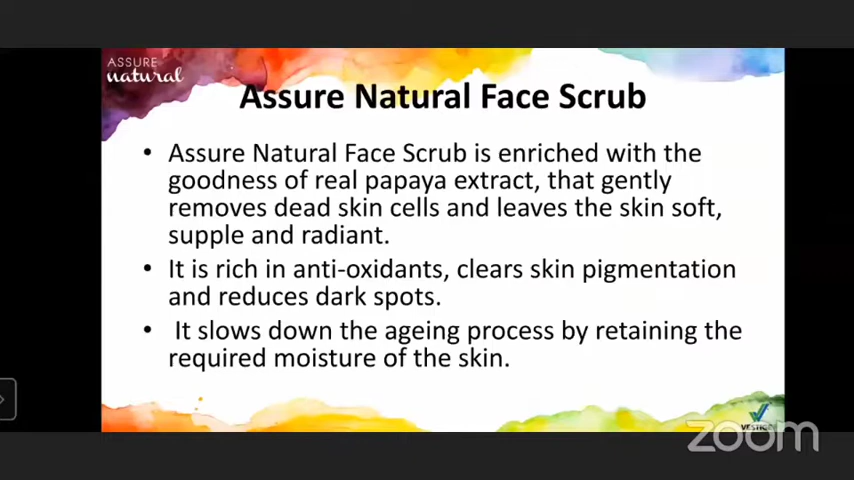 ASSURE
natural
Assure Natural Face Scrub
• Assure Natural Face Scrub is enriched with the
goodness of real papaya extract, that gently
removes dead skin cells and leaves the skin soft,
supple and radiant.
• It is rich in anti-oxidants, clears skin pigmentation
and reduces dark spots.
• It slows down the ageing process by retaining the
required moisture of the skin.
VESTIGE
zoom